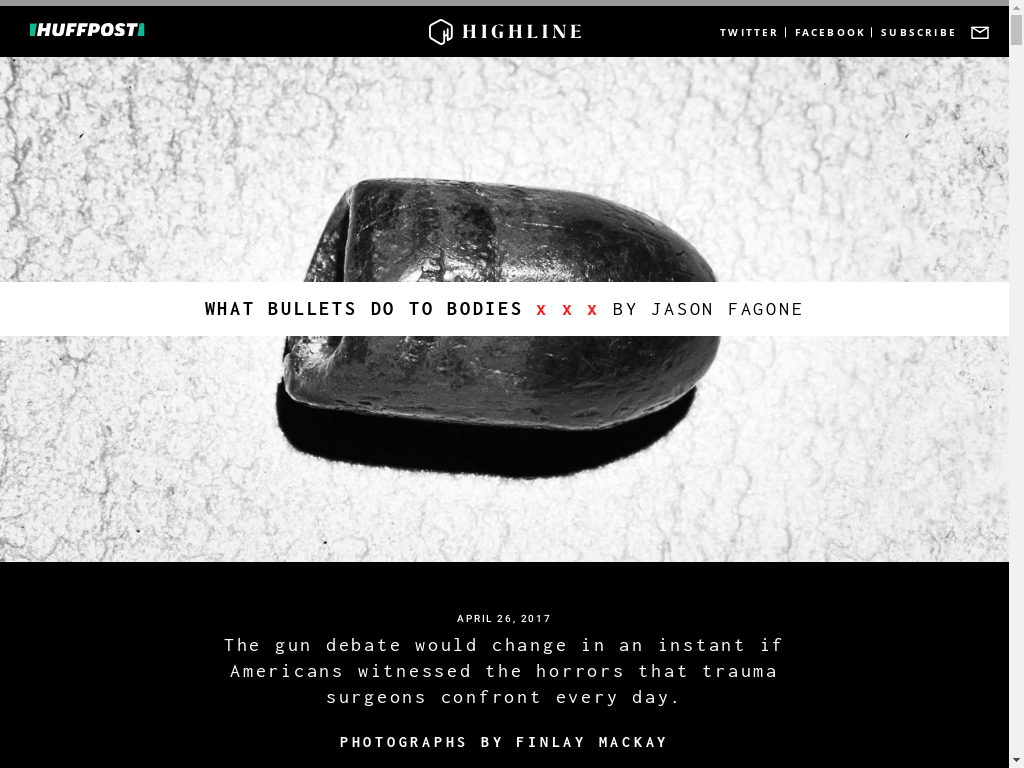 HUFFPOST
HIGHLINE
TWITTER | FACEBOOK | SUBSCRIBE
WHAT BULLETS DO TO BODIES x x x BY JASON FAGONE
APRIL 26, 2017
The gun debate would change in an instant if
Americans witnessed the horrors that trauma
surgeons confront every day.
PHOTOGRAPHS BY FINLAY MACKAY